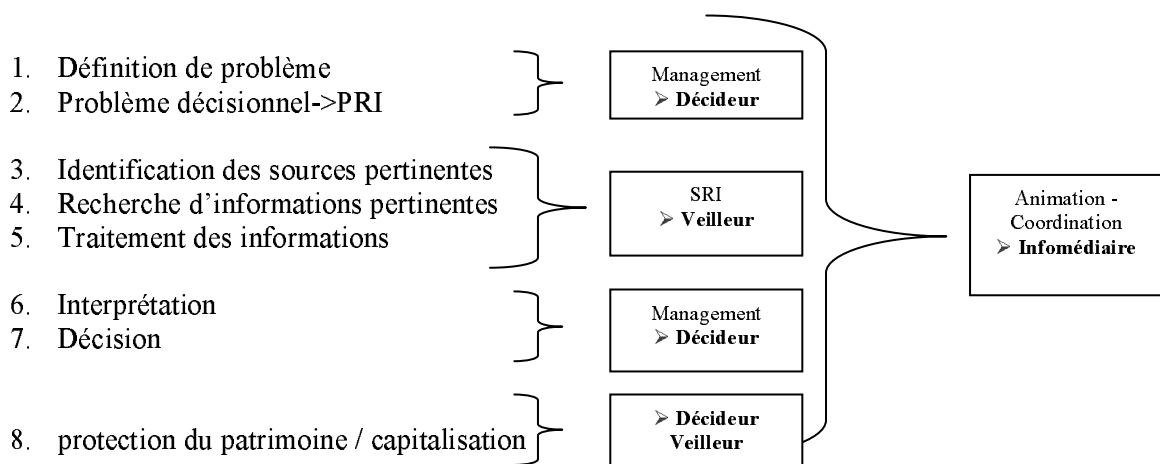 1. Définition de problème
2. Problème décisionnel->PRI
Management
➢ Décideur
3. Identification des sources pertinentes
4. Recherche d'informations pertinentes
5. Traitement des informations
SRI
➢ Veilleur
6. Interprétation
7. Décision
Management
➢ Décideur
8. protection du patrimoine / capitalisation
➢ Décideur
Veilleur
Animation -
Coordination
➢ Infomédiaire